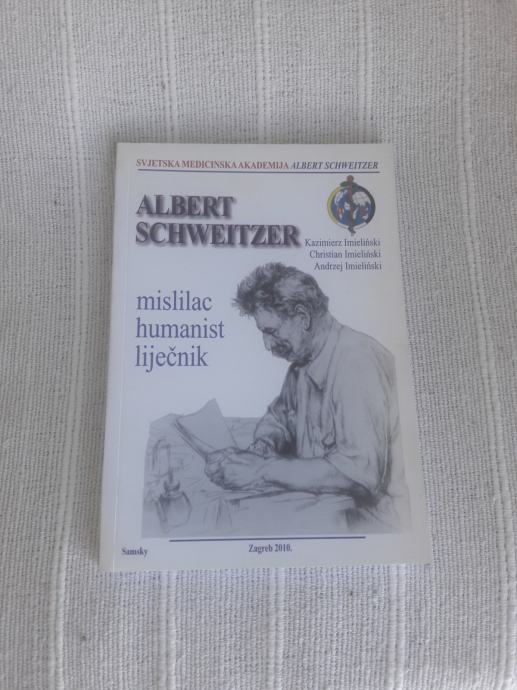 SVJETSKA MEDICINSKA AKADEMIJA ALBERT SCHWEITZER
ALBERT
SCHWEITZER
Kazimierz Imieliński
Christian Imieliński
Andrzej Imieliński
mislilac
humanist
liječnik
Samsky
Zagreb 2010.